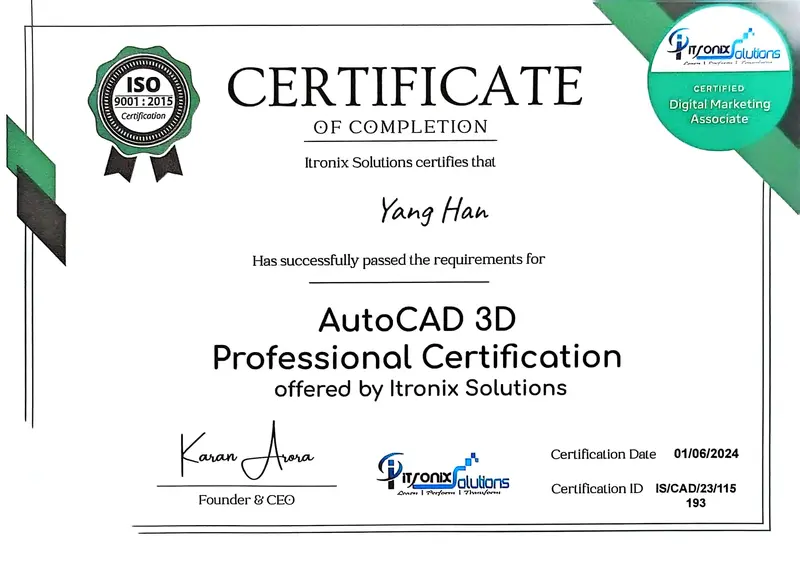 ISO
9001 : 2015
Certification
CERTIFICATE
OF COMPLETION
Itronix Solutions certifies that
Yang Han
Has successfully passed the requirements for
AutoCAD 3D
Professional Certification
offered by Itronix Solutions
Karan Arora
Founder & CEO
itronix Solutions
Learn | Perform | Transform
Certification Date 01/06/2024
Certification ID IS/CAD/23/115
193
itronix Solutions
Learn | Perform | Transform
CERTIFIED
Digital Marketing
Associate